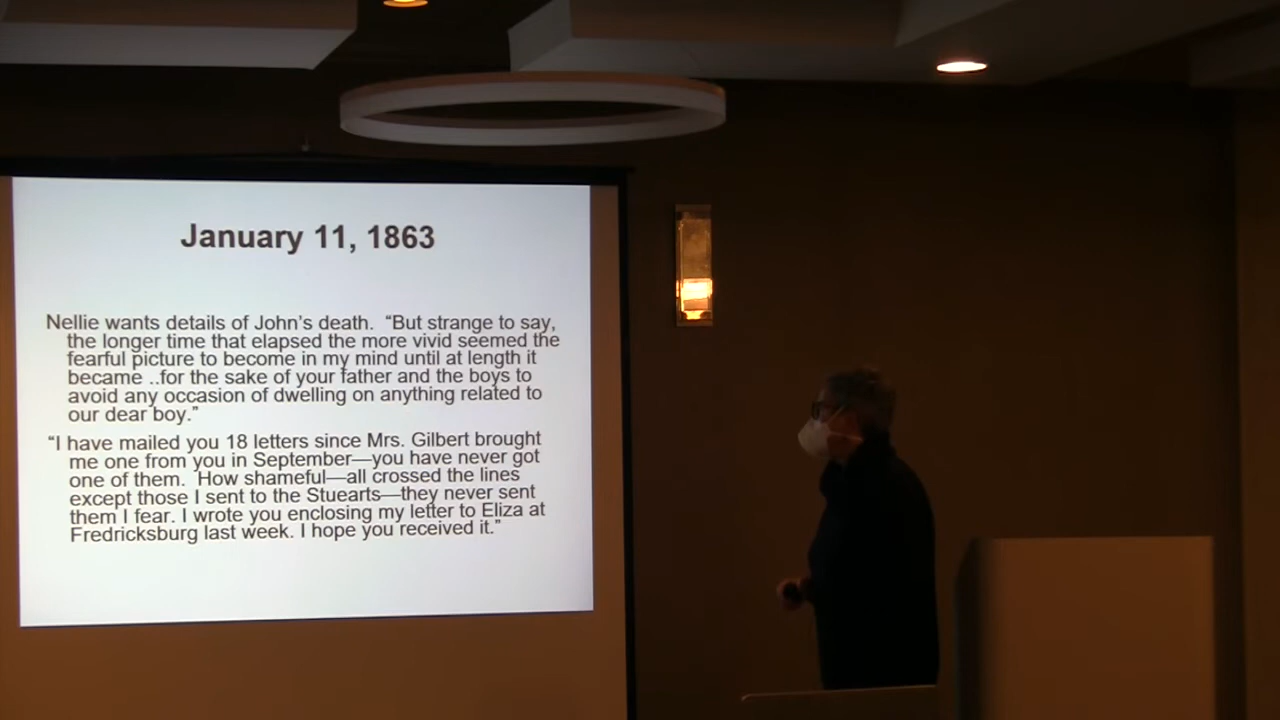 January 11, 1863
Nellie wants details of John’s death.  “But strange to say,
the longer time that elapsed the more vivid seemed the
fearful picture to become in my mind until at length it
became ..for the sake of your father and the boys to
avoid any occasion of dwelling on anything related to
our dear boy.”
“I have mailed you 18 letters since Mrs. Gilbert brought
me one from you in September—you have never got
one of them.  How shameful—all crossed the lines
except those I sent to the Stuearts—they never sent
them I fear. I wrote you enclosing my letter to Eliza at
Fredricksburg last week. I hope you received it.”